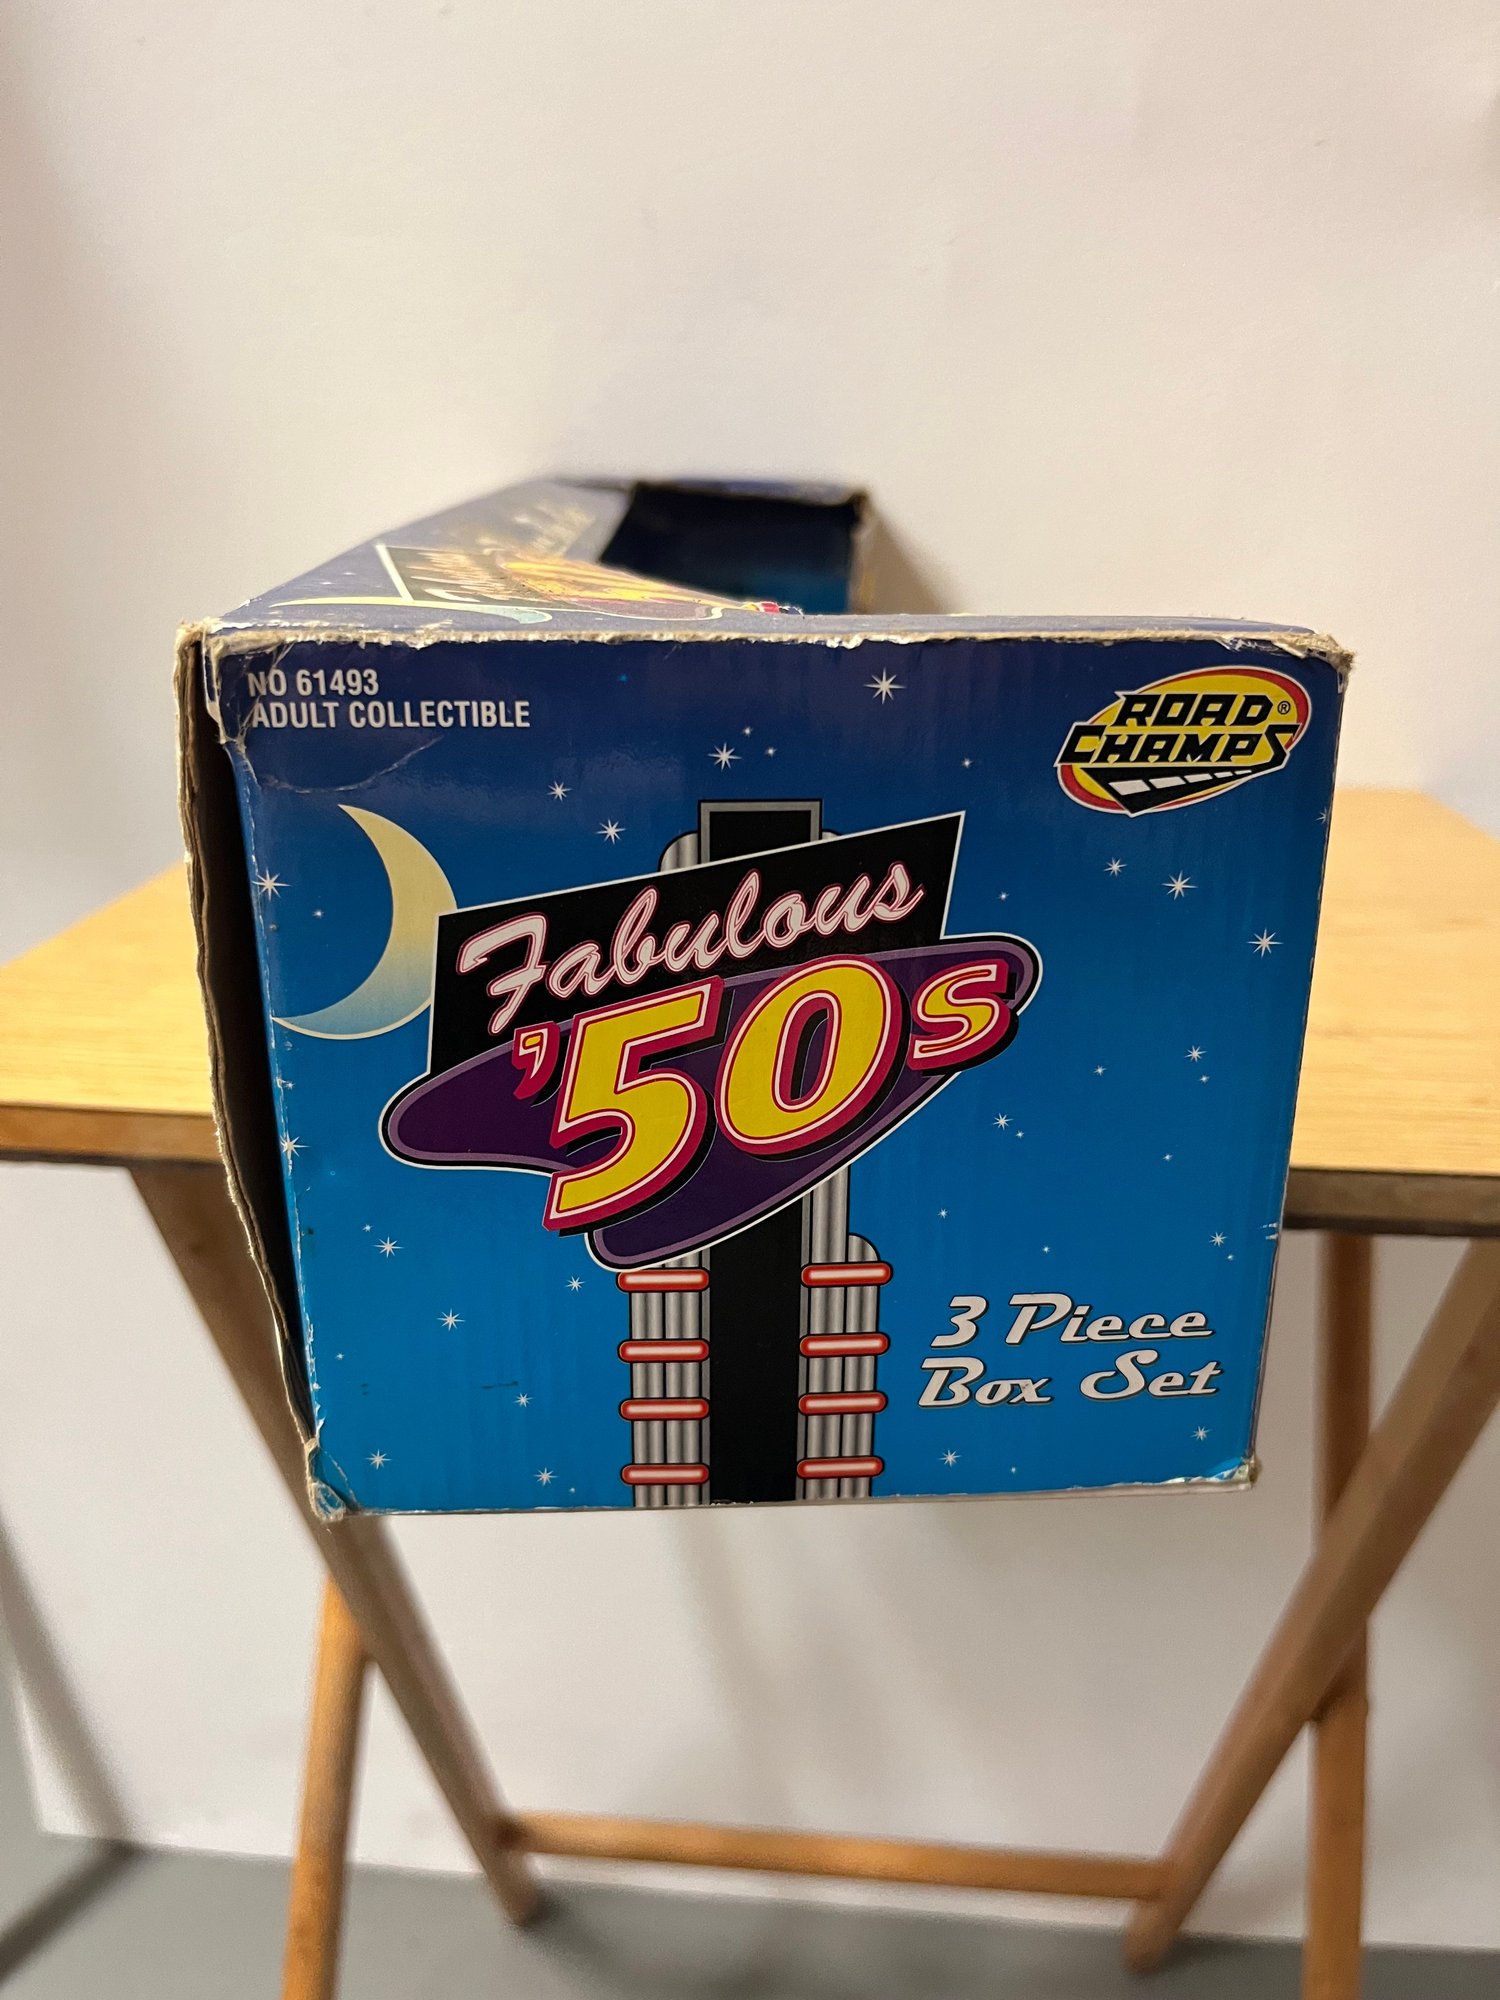 NO 61493
ADULT COLLECTIBLE
ROAD®
CHAMPS
Fabulous
'50s
3 Piece
Box Set